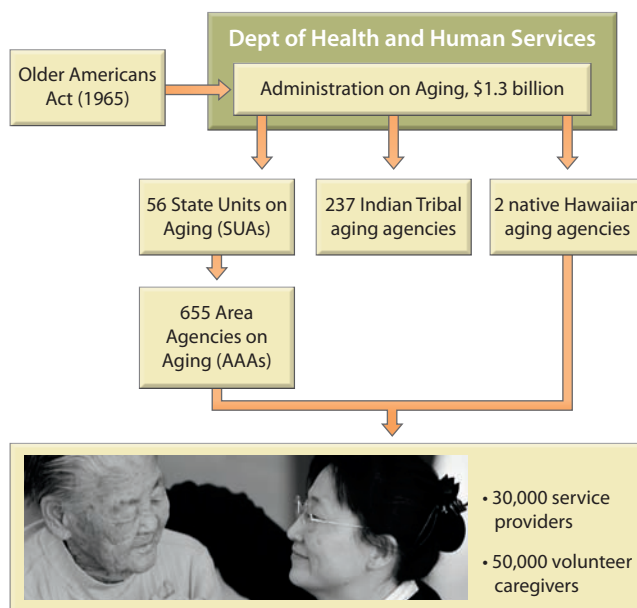 Dept of Health and Human Services
Older Americans
Act (1965)
Administration on Aging, $1.3 billion
56 State Units on
Aging (SUAs)
237 Indian Tribal
aging agencies
2 native Hawaiian
aging agencies
655 Area
Agencies on
Aging (AAAs)
• 30,000 service
providers
• 50,000 volunteer
caregivers